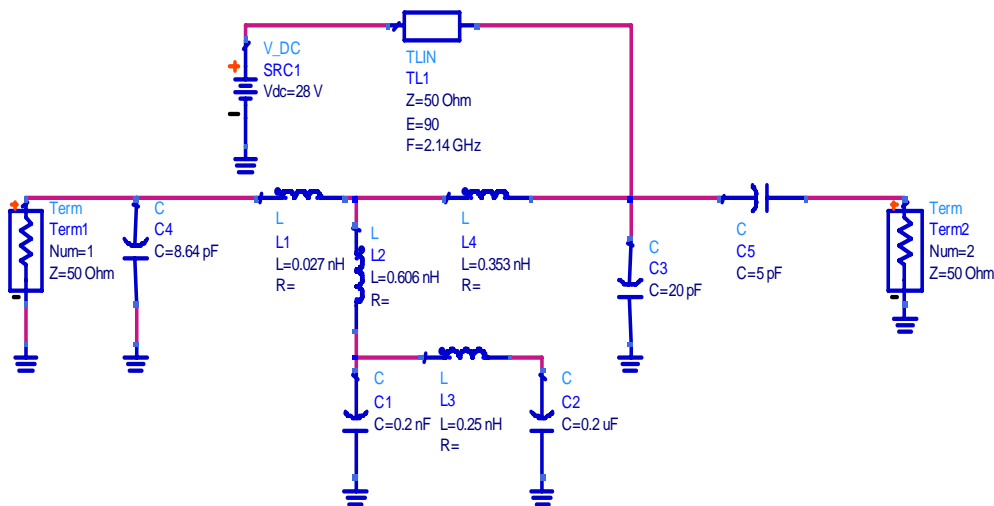 V_DC
SRC1
Vdc=28 V
TLIN
TL1
Z=50 Ohm
E=90
F=2.14 GHz
Term
Term1
Num=1
Z=50 Ohm
C
C4
C=8.64 pF
L
L1
L=0.027 nH
R=
L
L2
L=0.606 nH
R=
L
L4
L=0.353 nH
R=
C
C3
C=20 pF
C
C5
C=5 pF
Term
Term2
Num=2
Z=50 Ohm
C
C1
C=0.2 nF
L
L3
L=0.25 nH
R=
C
C2
C=0.2 uF